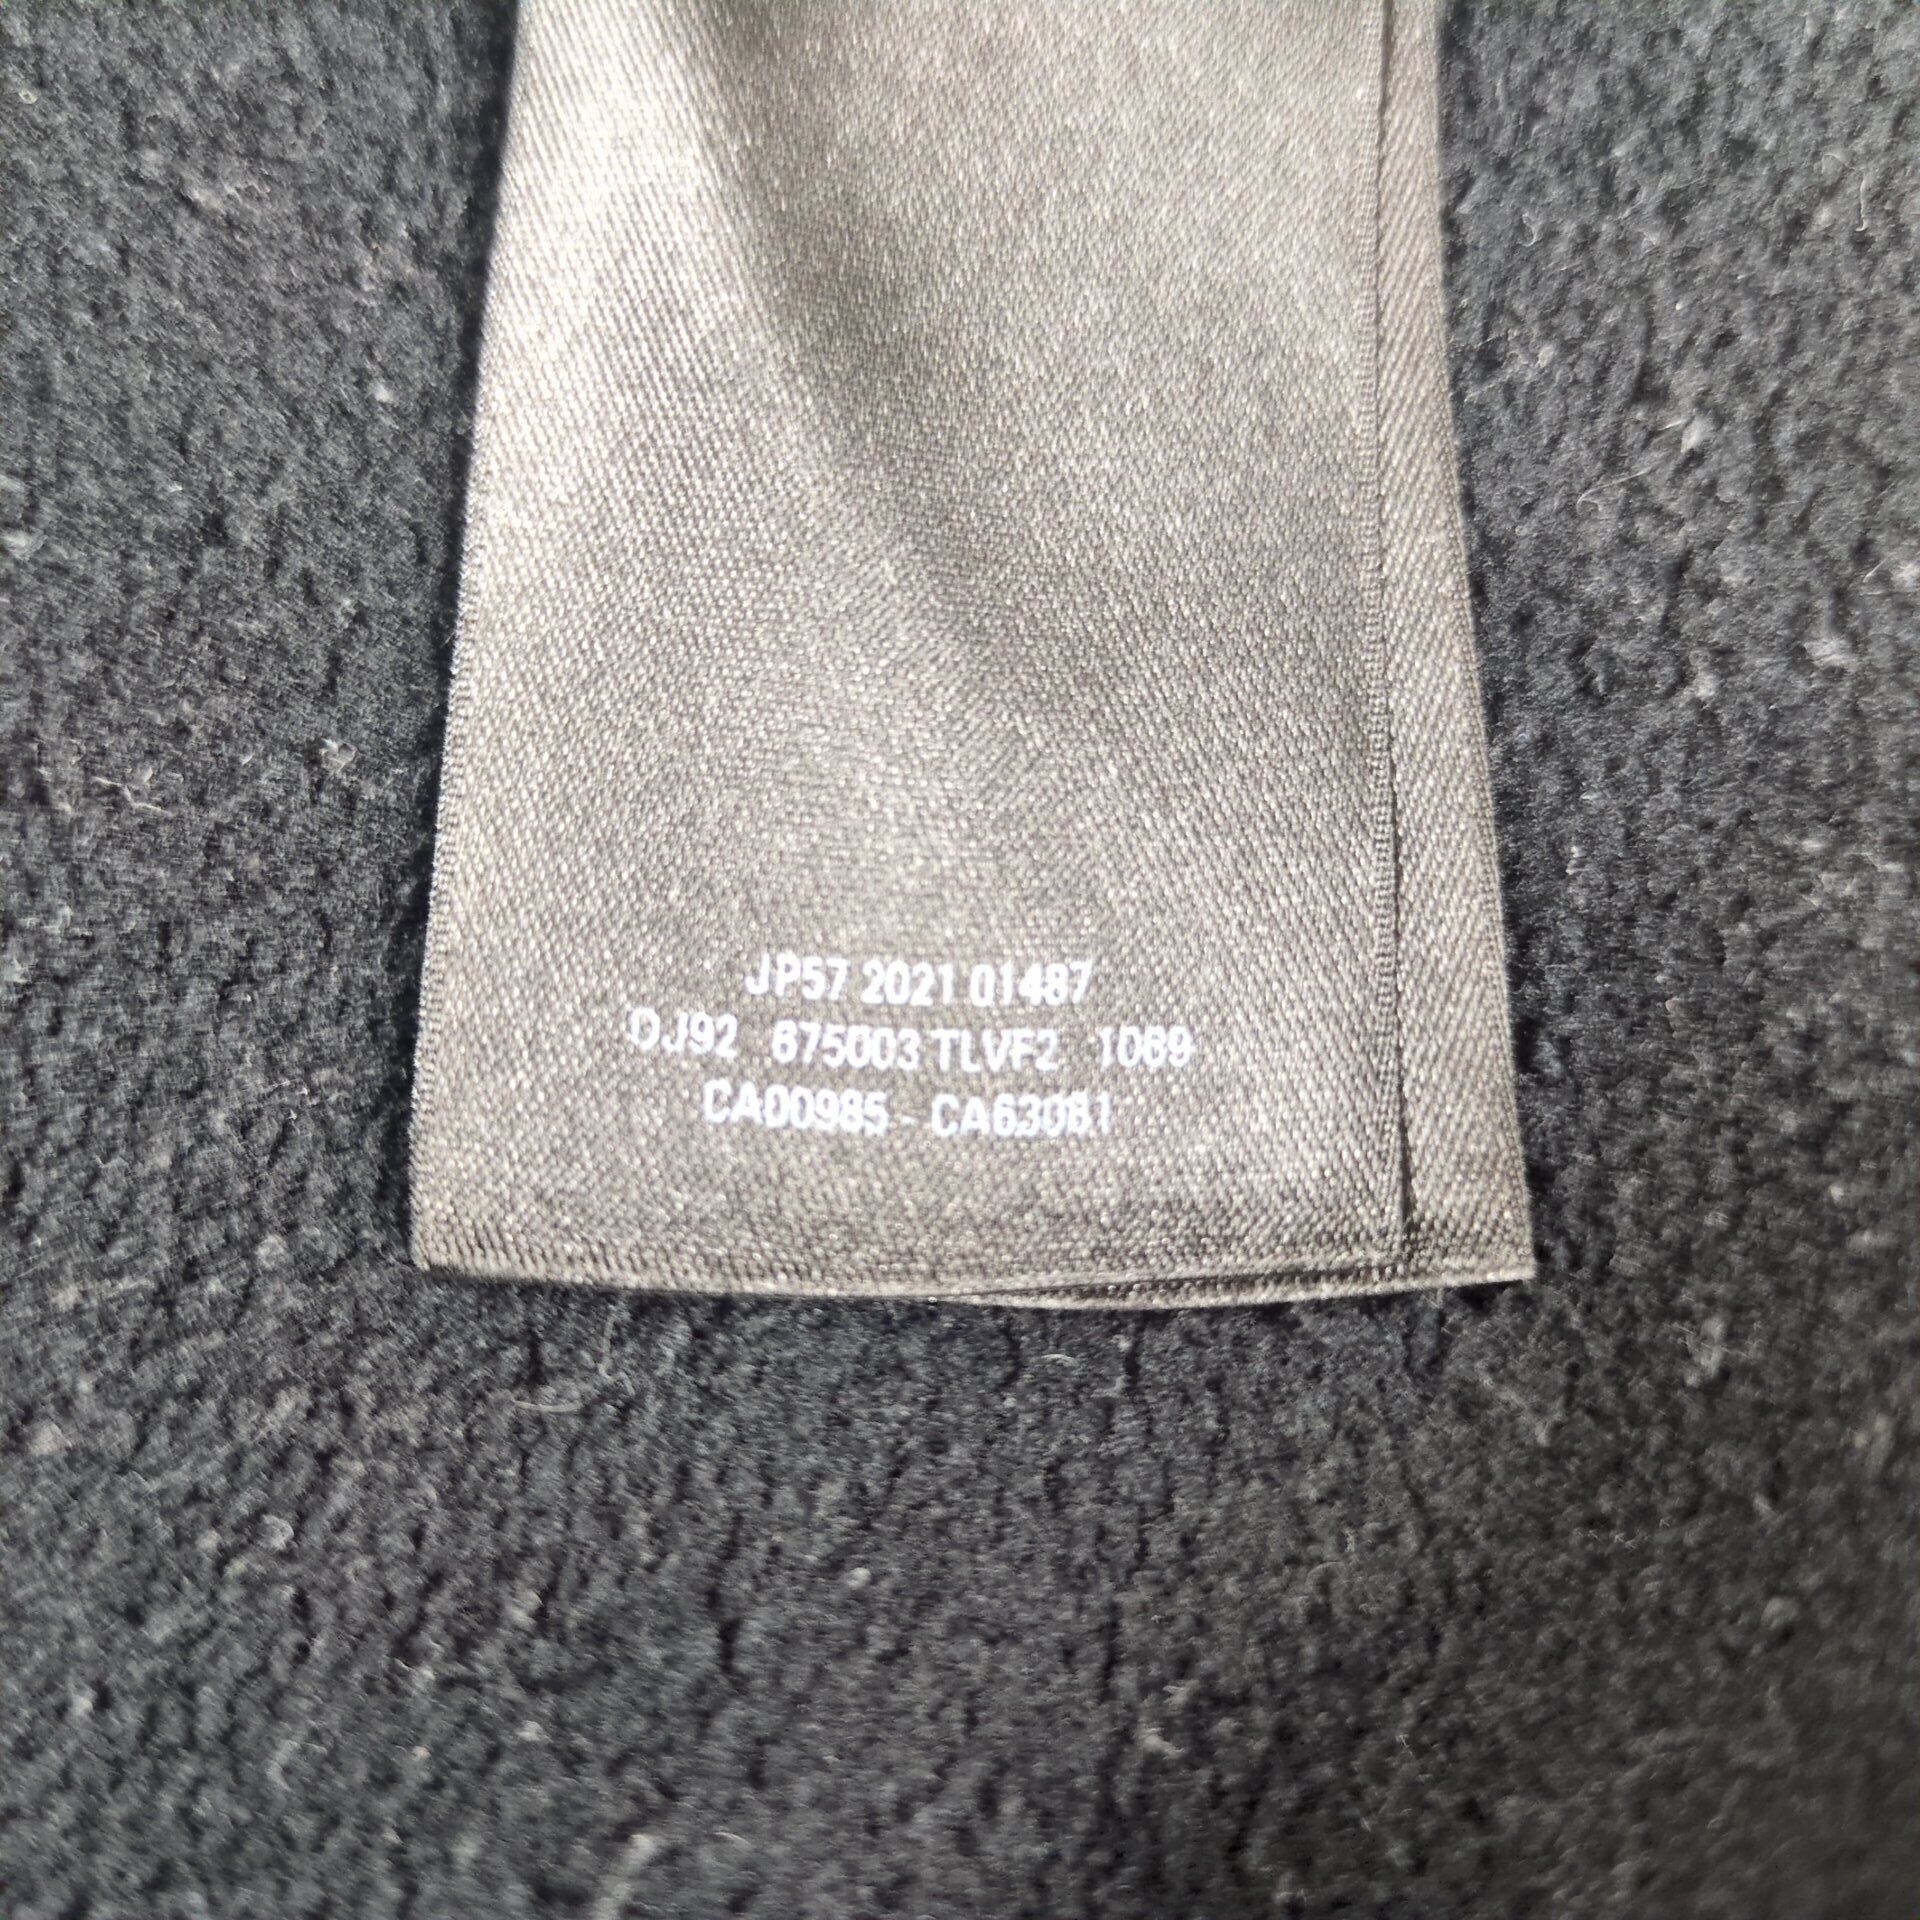 JP57 2021 01487
DJ92 675003 TLVF2 1069
CA00985 - CA63081